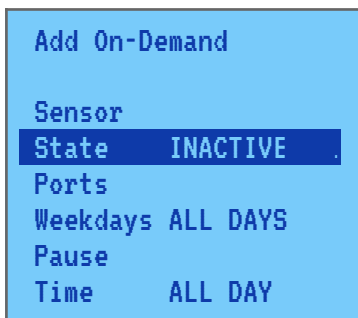 Add On-Demand
Sensor
State INACTIVE .
Ports
Weekdays ALL DAYS
Pause
Time ALL DAY